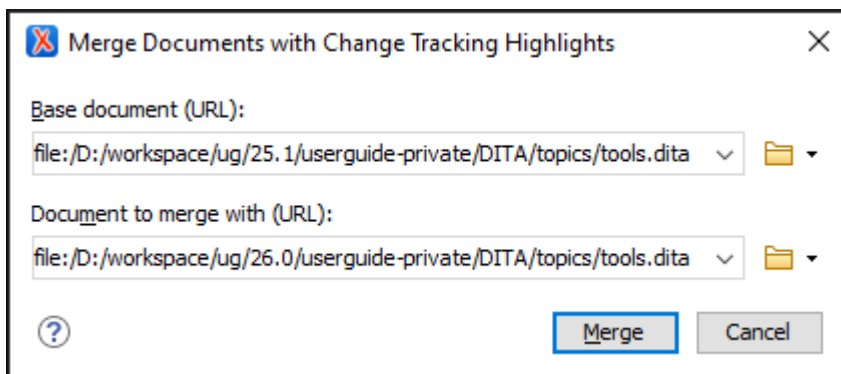 Merge Documents with Change Tracking Highlights
Base document (URL):
file:/D:/workspace/ug/25.1/userguide-private/DITA/topics/tools.dita
Document to merge with (URL):
file:/D:/workspace/ug/26.0/userguide-private/DITA/topics/tools.dita
Merge Cancel